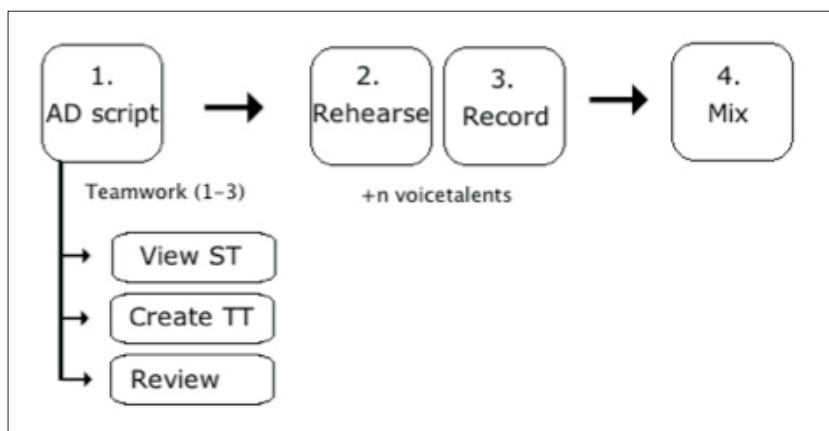 1.
AD script
2.
Rehearse
3.
Record
4.
Mix
Teamwork (1-3)
+n voicetalents
View ST
Create TT
Review